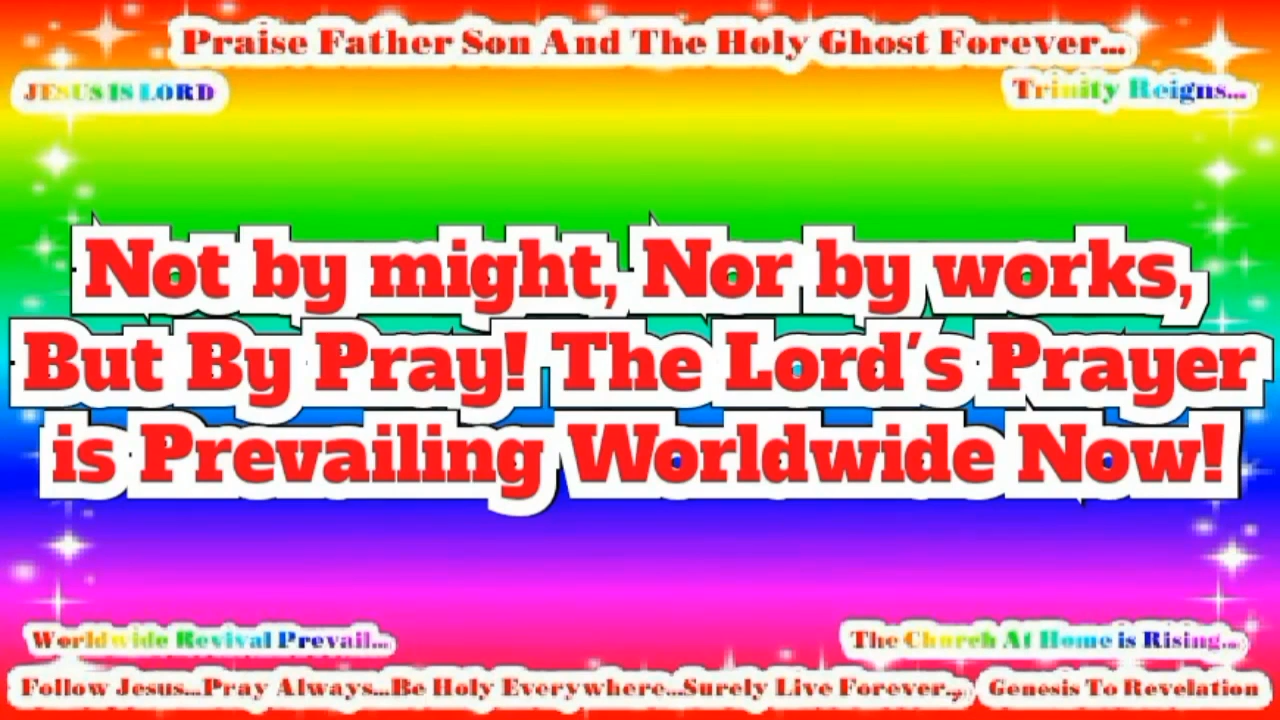 Praise Father Son And The Holy Ghost Forever...
JESUS IS LORD
Trinity Reigns...
Not by might, Nor by works,
But By Pray! The Lord's Prayer
is Prevailing Worldwide Now!
Worldwide Revival Prevail...
The Church At Home is Rising...
Follow Jesus...Pray Always...Be Holy Everywhere...Surely Live Forever...
Genesis To Revelation